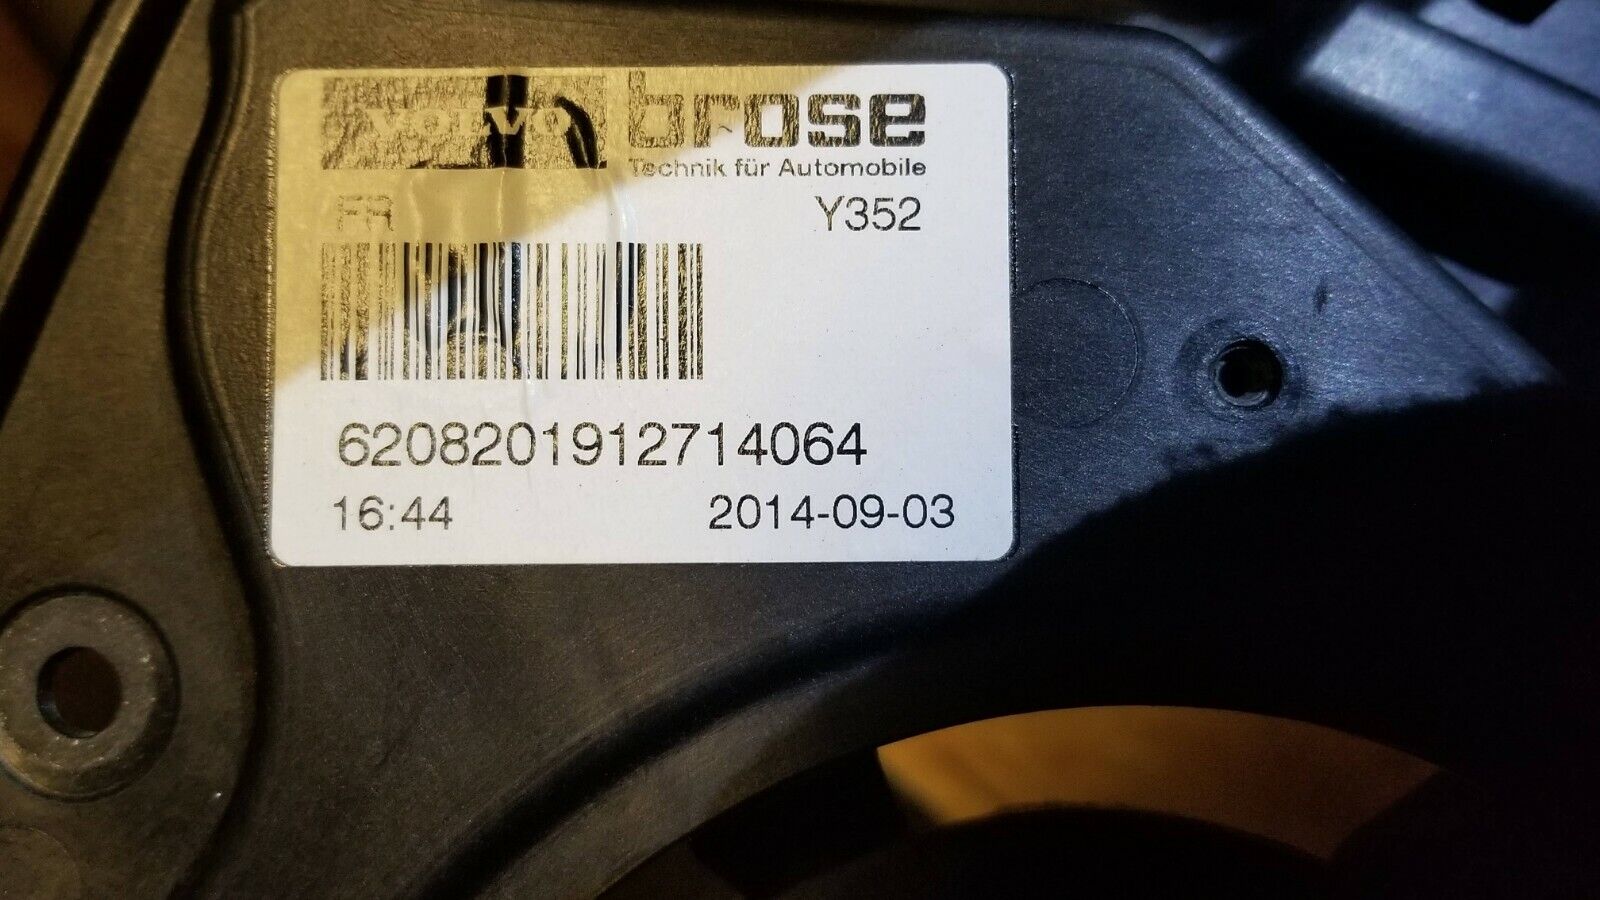 VOLVO brose
Technik für Automobile
FR Y352
6208201912714064
16:44 2014-09-03